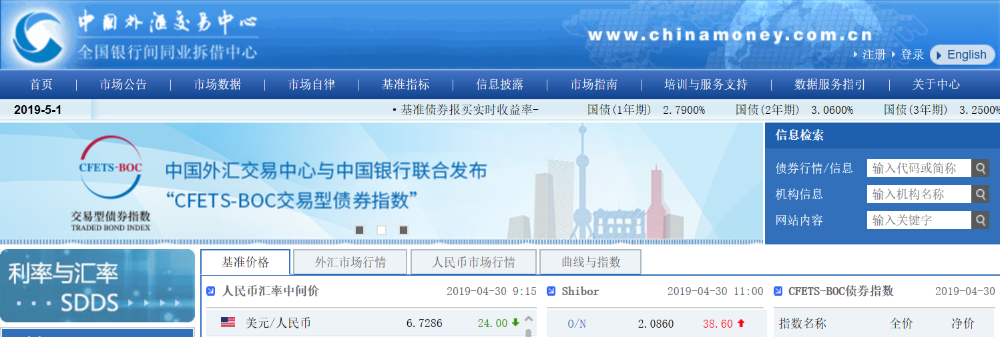 中国外汇交易中心
全国银行间同业拆借中心
www.chinamoney.com.cn
注册 登录 English
首页 市场公告 市场数据 市场自律 基准指标 信息披露 市场指南 培训与服务支持 数据服务指引 关于中心
2019-5-1 •基准债券报买实时收益率- 国债(1年期) 2.7900% 国债(2年期) 3.0600% 国债(3年期) 3.2500%
CFETS-BOC
交易型债券指数
TRADED BOND INDEX
中国外汇交易中心与中国银行联合发布
“CFETS-BOC交易型债券指数”
信息检索
债券行情/信息 输入代码或简称
机构信息 输入机构名称
网站内容 输入关键字
利率与汇率
SDDS
基准价格 外汇市场行情 人民币市场行情 曲线与指数
人民币汇率中间价 2019-04-30 9:15 Shibor 2019-04-30 11:00 CFETS-BOC债券指数 2019-04-30
美元/人民币 6.7286 24.00 O/N 2.0860 38.60 指数名称 全价 净价